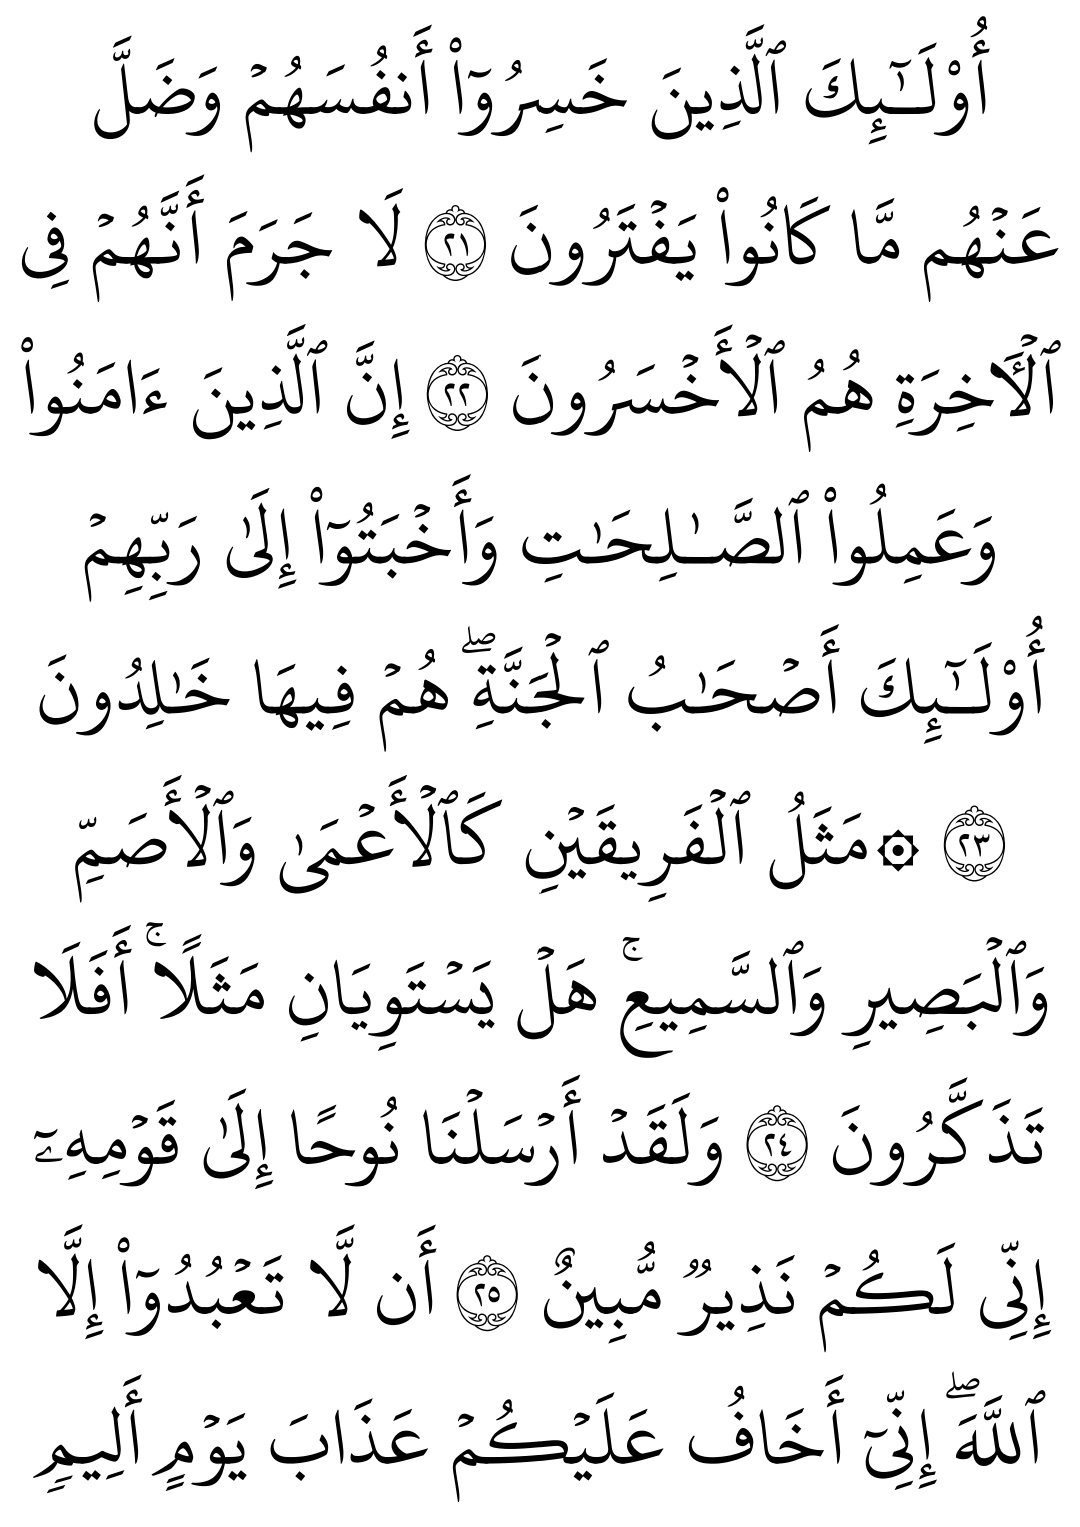 أُوْلَـٰٓئِكَ ٱلَّذِينَ خَسِرُوٓاْ أَنفُسَهُمۡ وَضَلَّ
عَنۡهُم مَّا كَانُواْ يَفۡتَرُونَ ٢١ لَا جَرَمَ أَنَّهُمۡ فِى
ٱلۡأَخِرَةِ هُمُ ٱلۡأَخۡسَرُونَ ٢٢ إِنَّ ٱلَّذِينَ ءَامَنُواْ
وَعَمِلُواْ ٱلصَّـٰلِحَـٰتِ وَأَخۡبَتُوٓاْ إِلَىٰ رَبِّهِمۡ
أُوْلَـٰٓئِكَ أَصۡحَـٰبُ ٱلۡجَنَّةِۖ هُمۡ فِيهَا خَـٰلِدُونَ
٢٣ ۞ مَثَلُ ٱلۡفَرِيقَيۡنِ كَٱلۡأَعۡمَىٰ وَٱلۡأَصَمِّ
وَٱلۡبَصِيرِ وَٱلسَّمِيعِۚ هَلۡ يَسۡتَوِيَانِ مَثَلًاۚ أَفَلَا
تَذَكَّرُونَ ٢٤ وَلَقَدۡ أَرۡسَلۡنَا نُوحًا إِلَىٰ قَوۡمِهِۦٓ
إِنِّى لَكُمۡ نَذِيرٞ مُّبِينٌ ٢٥ أَن لَّا تَعۡبُدُوٓاْ إِلَّا
ٱللَّهَۖ إِنِّىٓ أَخَافُ عَلَيۡكُمۡ عَذَابَ يَوۡمٍ أَلِيمٍ